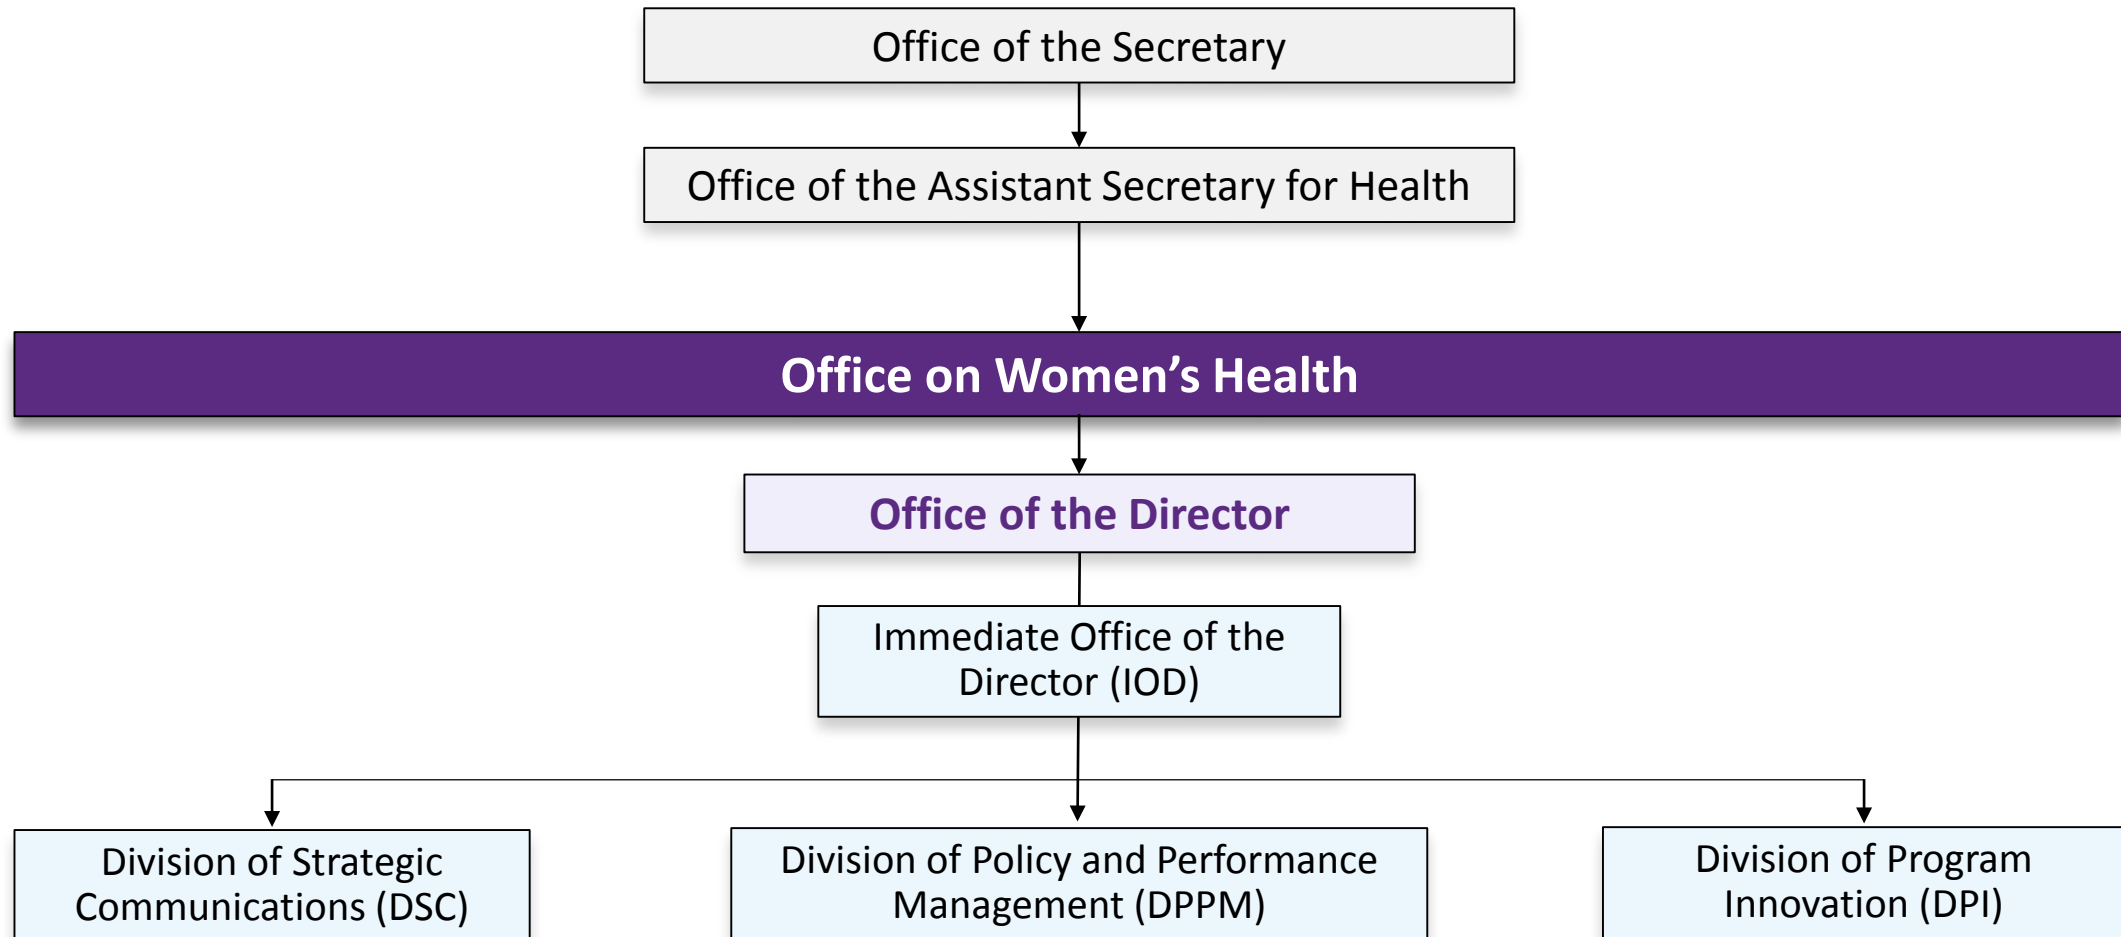 Office of the Secretary
Office of the Assistant Secretary for Health
Office on Women’s Health
Office of the Director
Immediate Office of the
Director (IOD)
Division of Strategic
Communications (DSC)
Division of Policy and Performance
Management (DPPM)
Division of Program
Innovation (DPI)